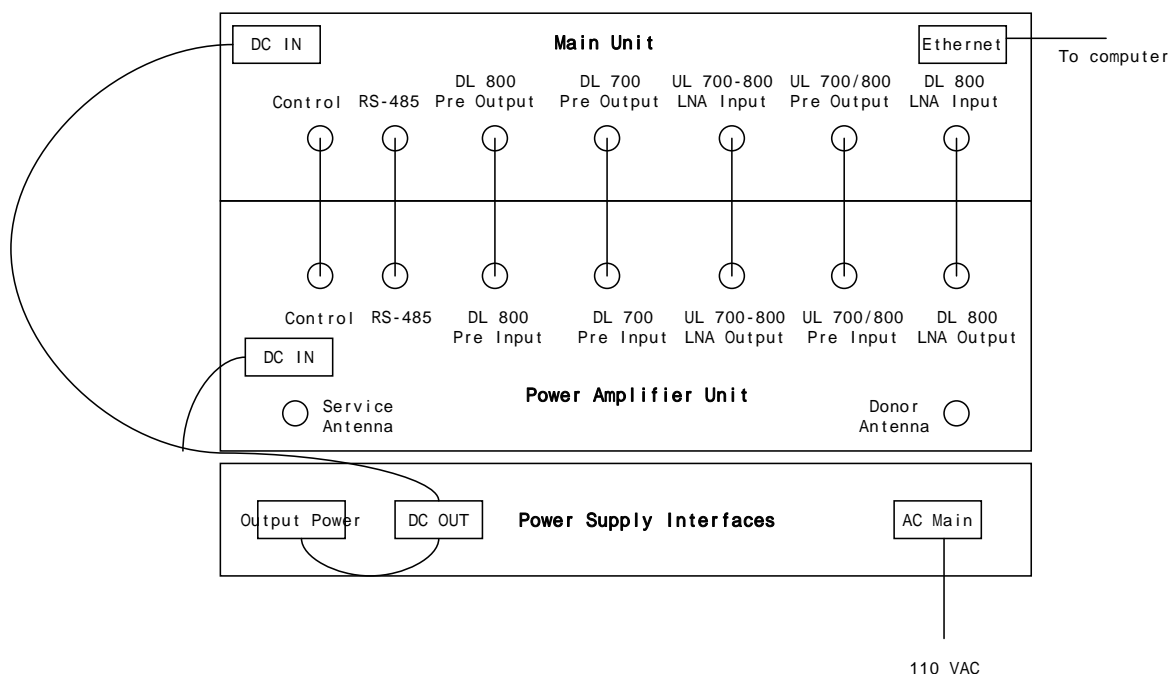 DC IN
Main Unit
Ethernet
To computer
Control
RS-485
DL 800
Pre Output
DL 700
Pre Output
UL 700-800
LNA Input
UL 700/800
Pre Output
DL 800
LNA Input
Control
RS-485
DL 800
Pre Input
DL 700
Pre Input
UL 700-800
LNA Output
UL 700/800
Pre Input
DL 800
LNA Output
DC IN
Power Amplifier Unit
Service
Antenna
Donor
Antenna
Output Power
DC OUT
Power Supply Interfaces
AC Main
110 VAC